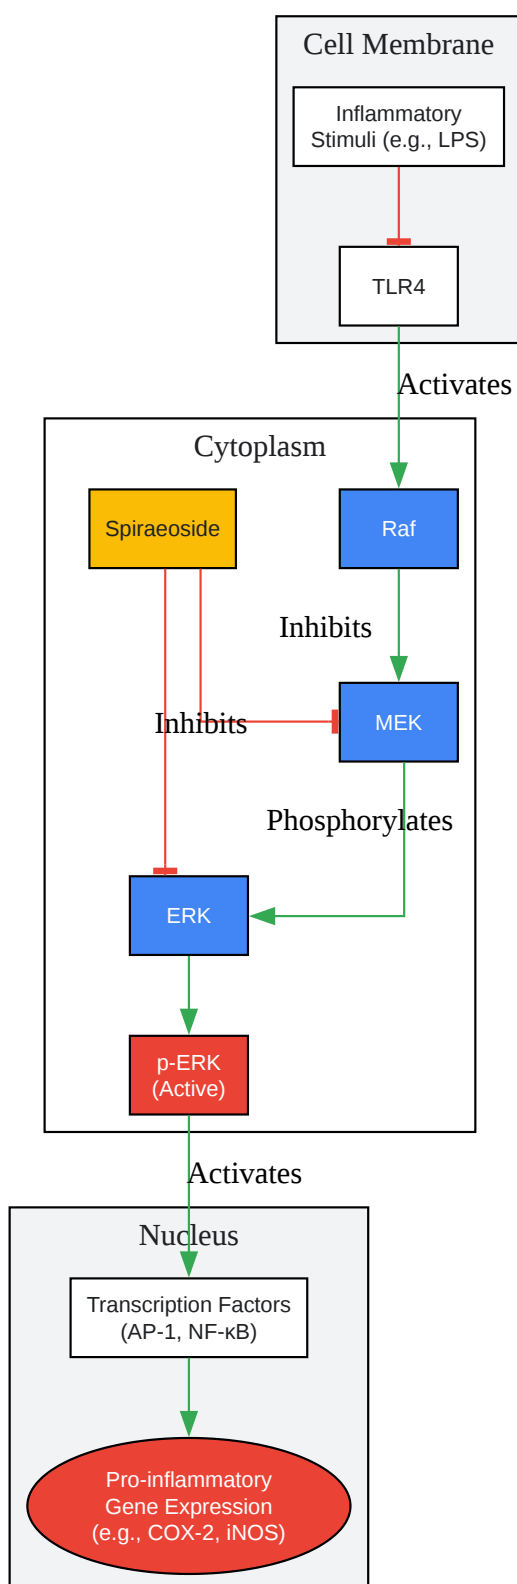 Cell Membrane
Inflammatory
Stimuli (e.g., LPS)
TLR4
Activates
Cytoplasm
Spiraeoside
Raf
Inhibits
MEK
Inhibits
Phosphorylates
ERK
p-ERK
(Active)
Activates
Nucleus
Transcription Factors
(AP-1, NF-κB)
Pro-inflammatory
Gene Expression
(e.g., COX-2, iNOS)